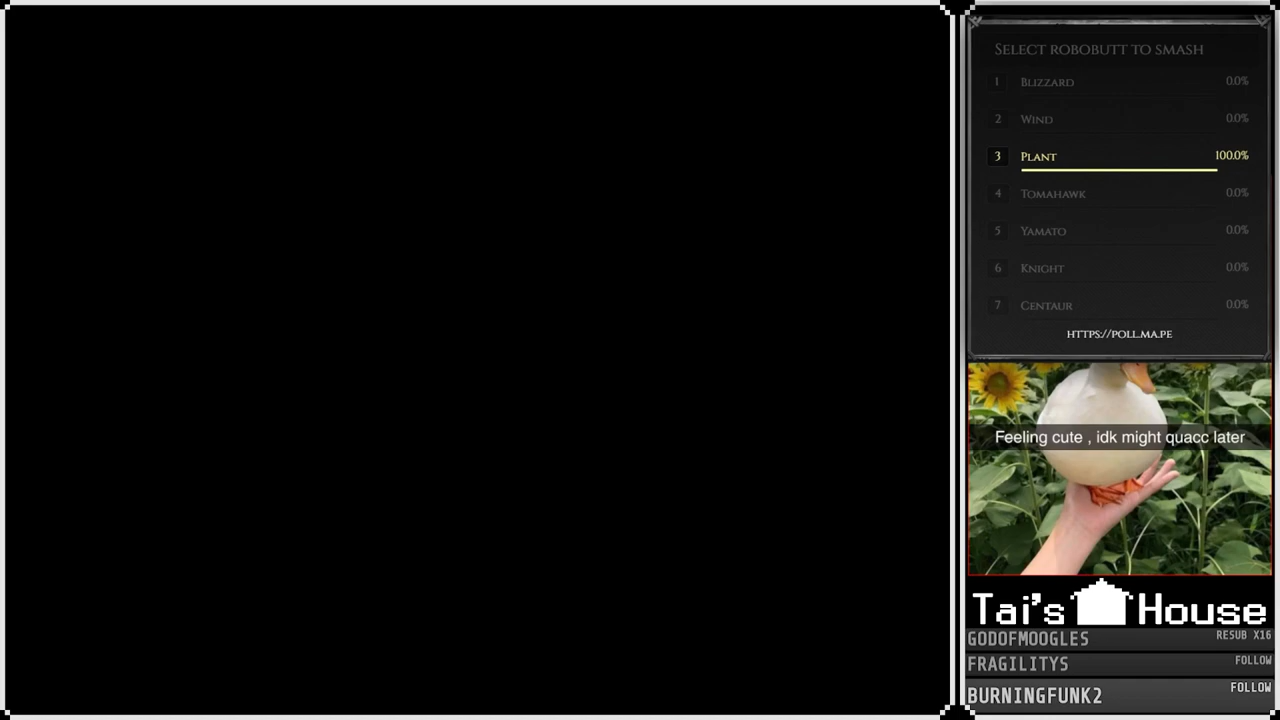 SELECT ROBOBUTT TO SMASH
1 BLIZZARD 0.0%
2 WIND 0.0%
3 PLANT 100.0%
4 TOMAHAWK 0.0%
5 YAMATO 0.0%
6 KNIGHT 0.0%
7 CENTAUR 0.0%
HTTPS://POLL.MA.PE
Feeling cute , idk might quacc later
Tai's House
GODOFMOOGLES RESUB X16
FRAGILITYS FOLLOW
BURNINGFUNK2 FOLLOW